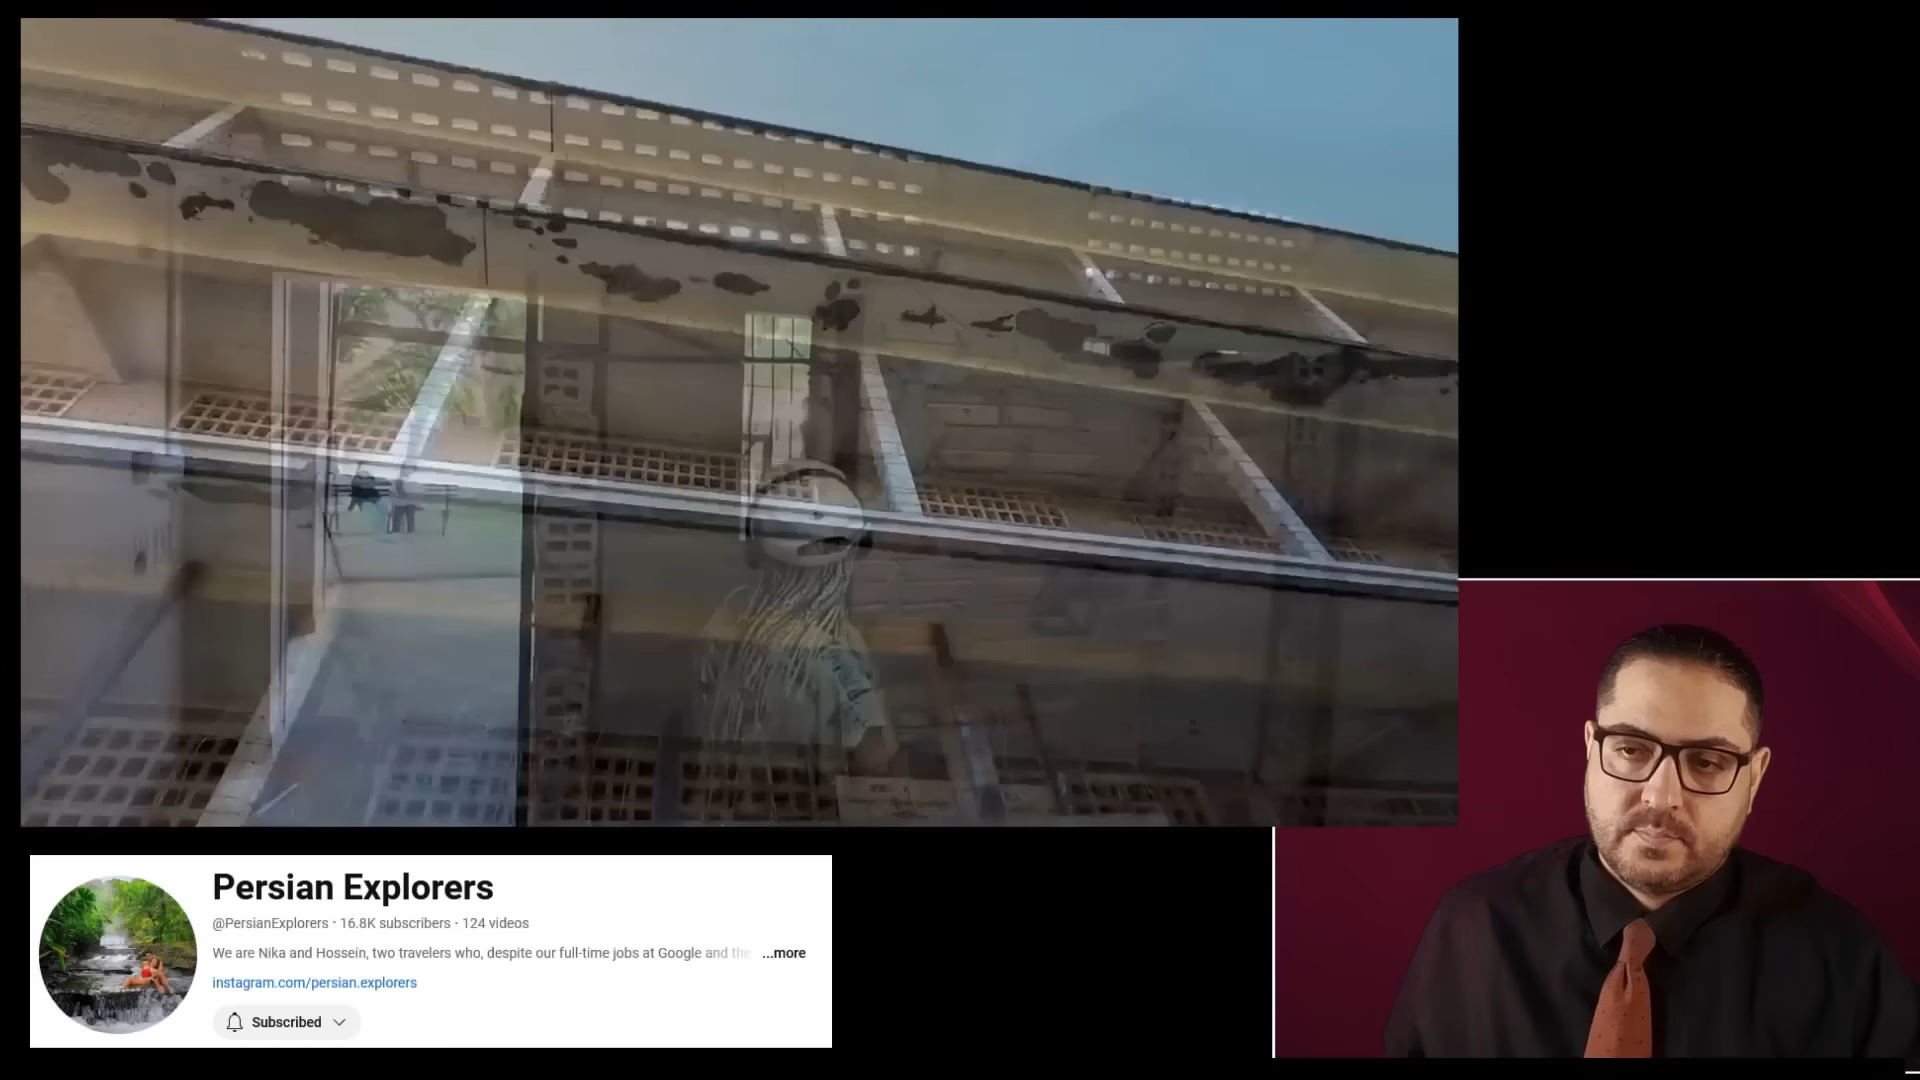 Persian Explorers
@PersianExplorers · 16.8K subscribers · 124 videos
We are Nika and Hossein, two travelers who, despite our full-time jobs at Google and the ...more
instagram.com/persian.explorers
Subscribed